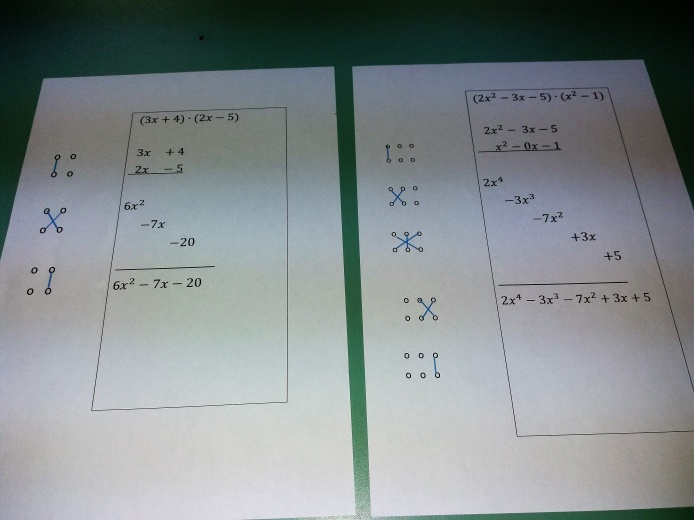 (3x + 4) · (2x − 5)
3x + 4
2x − 5
6x²
−7x
−20
6x² − 7x − 20
(2x² − 3x − 5) · (x² − 1)
2x² − 3x − 5
x² − 0x − 1
2x⁴
−3x³
−7x²
+3x
+5
2x⁴ − 3x³ − 7x² + 3x + 5